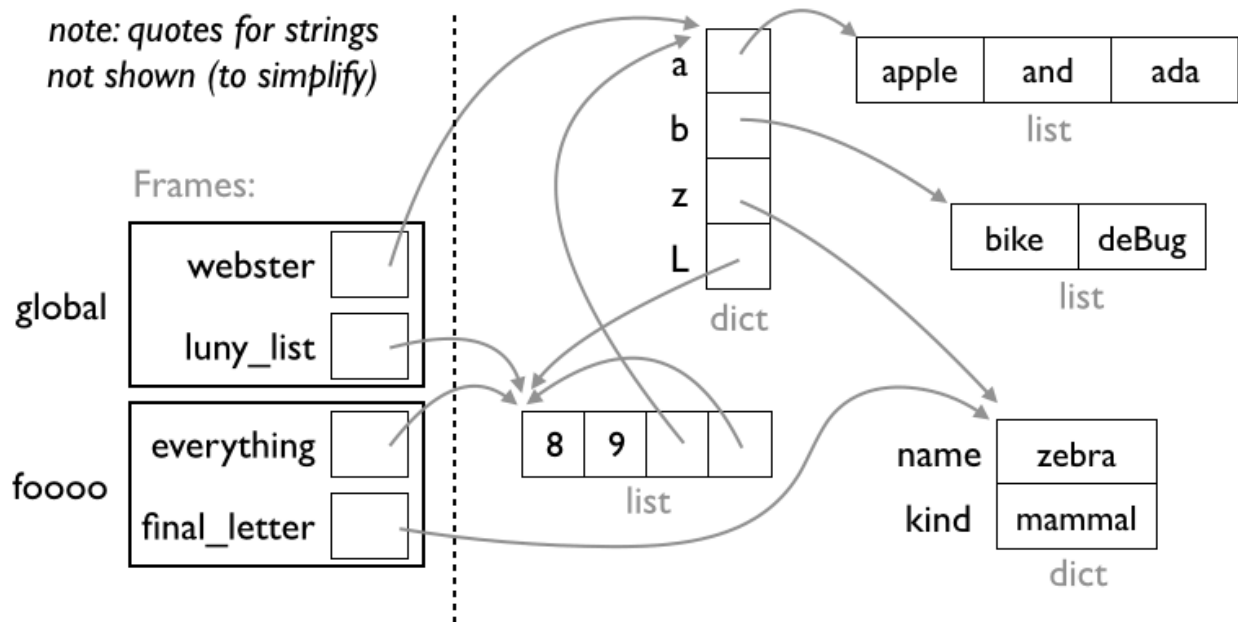 note: quotes for strings
not shown (to simplify)
Frames:
global
webster
luny_list
foooo
everything
final_letter
a
b
z
L
dict
apple and ada
list
bike deBug
list
8 9
list
name zebra
kind mammal
dict